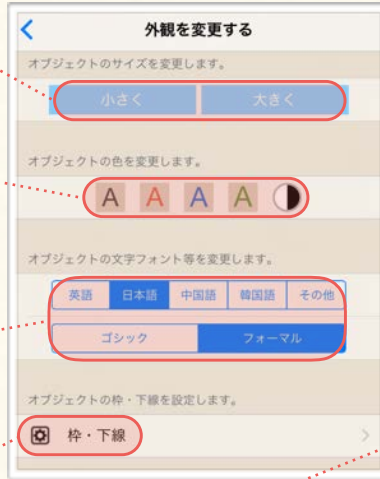 外観を変更する
オブジェクトのサイズを変更します。
小さく 大きく
オブジェクトの色を変更します。
A A A A
オブジェクトの文字フォント等を変更します。
英語 日本語 中国語 韓国語 その他
ゴシック フォーマル
オブジェクトの枠・下線を設定します。
枠・下線